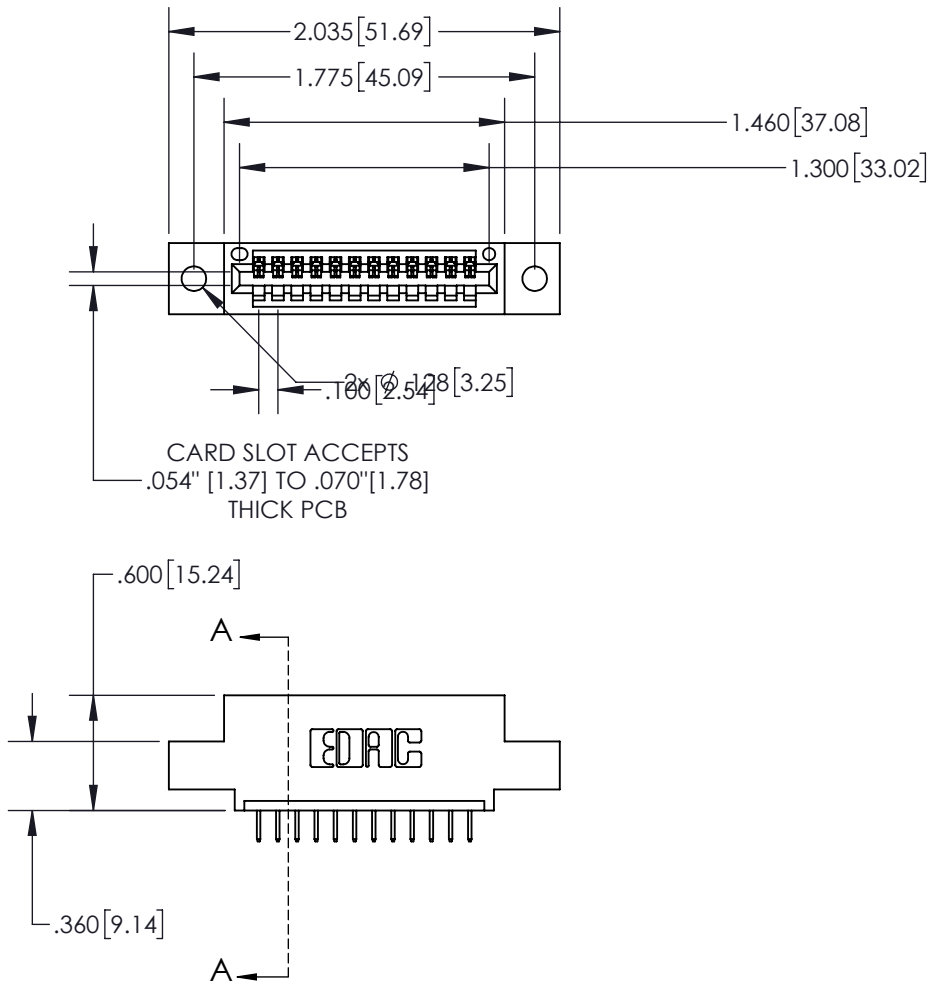 2.035[51.69]
1.775[45.09]
1.460[37.08]
1.300[33.02]
2x Ø .128[3.25]
.100[2.54]
CARD SLOT ACCEPTS
.054" [1.37] TO .070"[1.78]
THICK PCB
.600[15.24]
A
EDAC
.360[9.14]
A